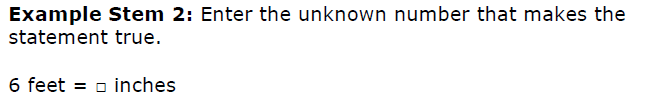 Example Stem 2: Enter the unknown number that makes the
statement true.
6 feet = □ inches